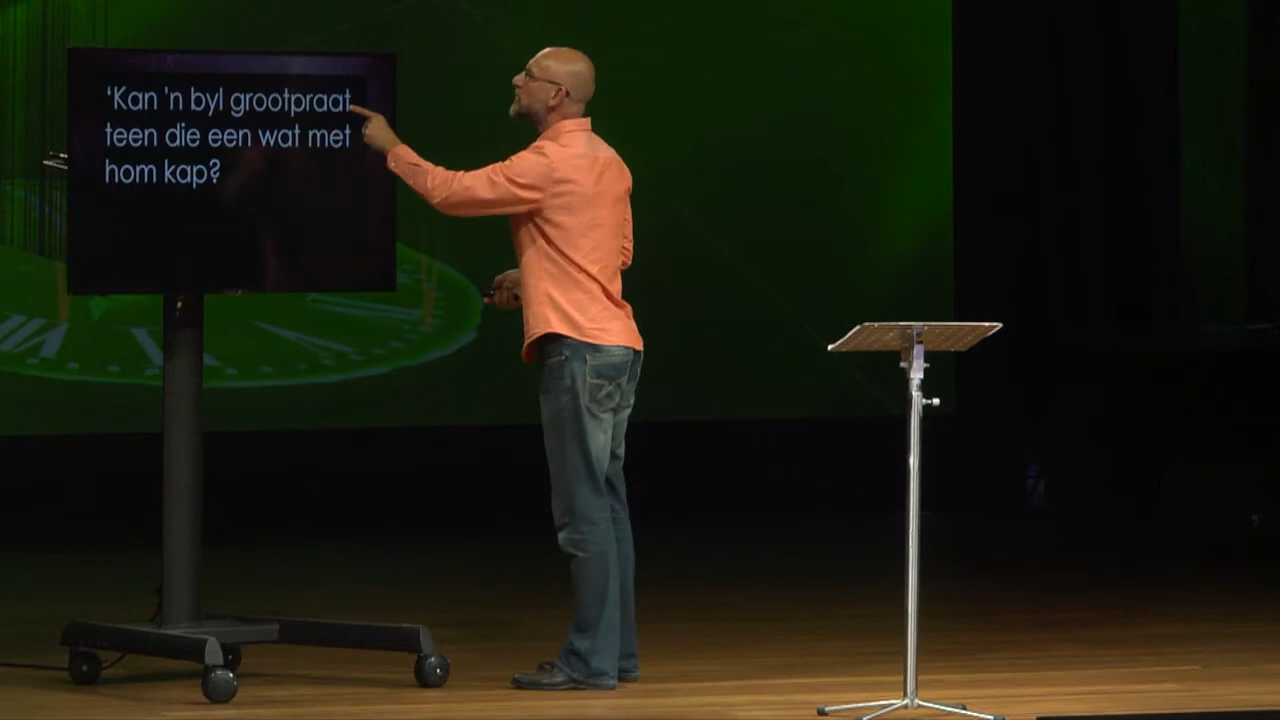 ‘Kan 'n byl grootpraat
teen die een wat met
hom kap?